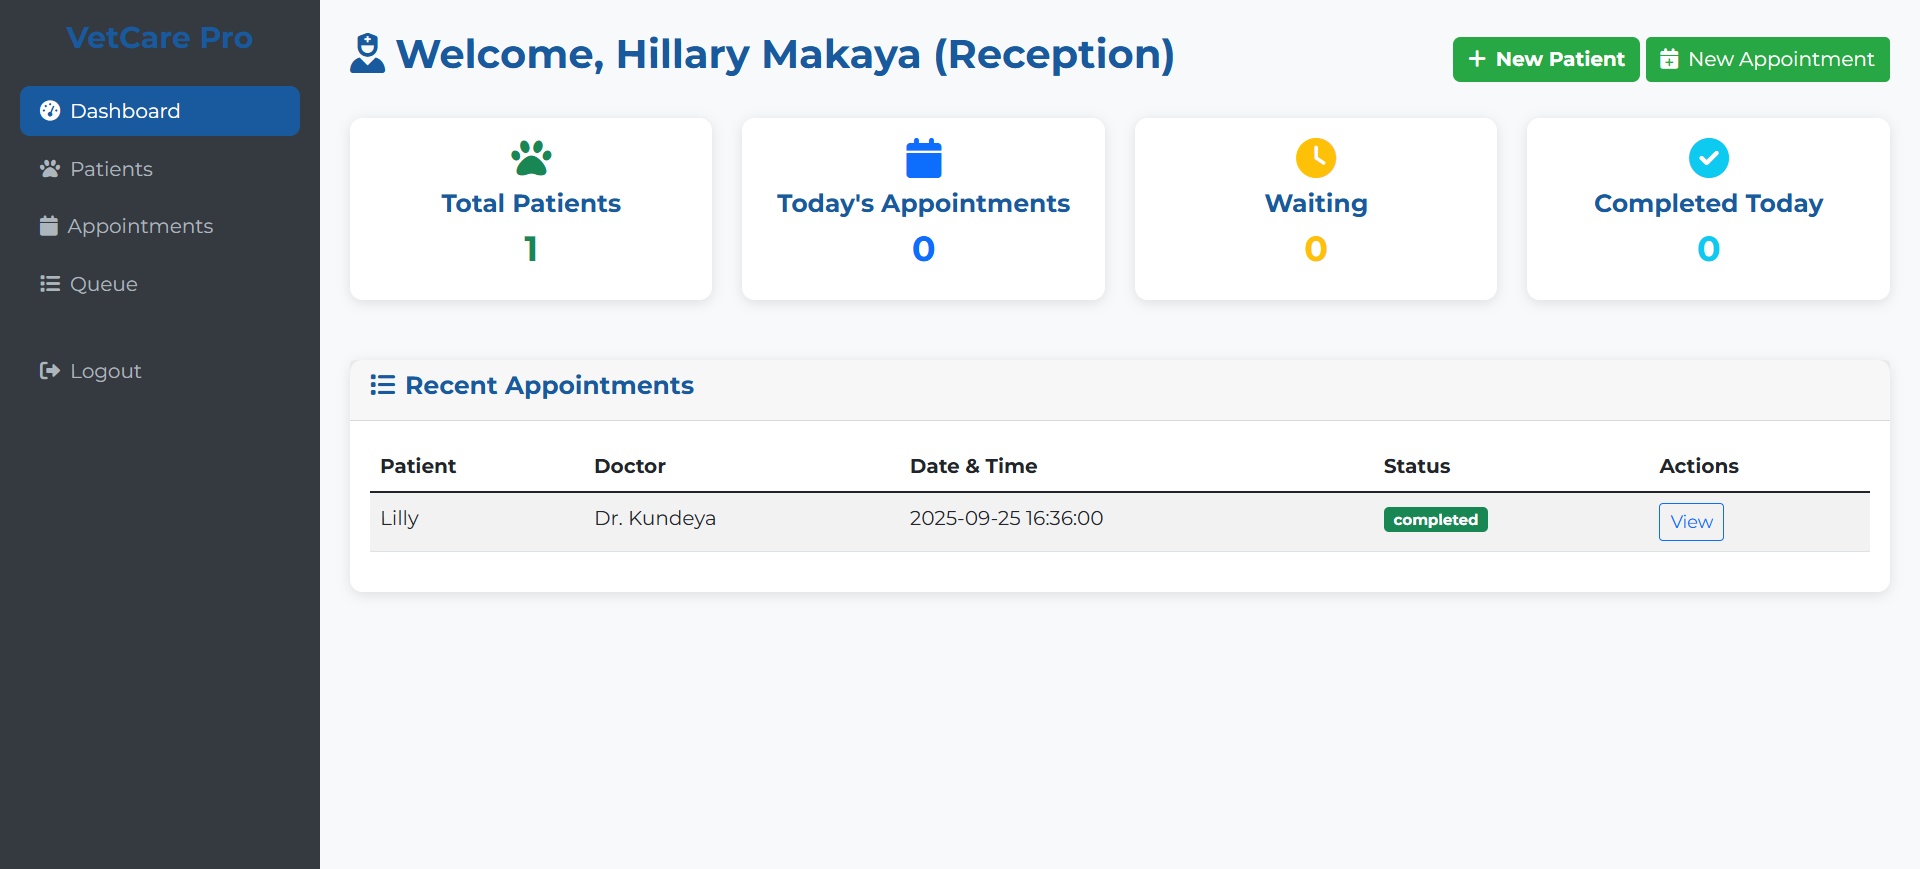 VetCare Pro
Dashboard
Patients
Appointments
Queue
Logout
Welcome, Hillary Makaya (Reception)
New Patient
New Appointment
Total Patients
1
Today's Appointments
0
Waiting
0
Completed Today
0
Recent Appointments
Patient Doctor Date & Time Status Actions
Lilly Dr. Kundeya 2025-09-25 16:36:00 completed View